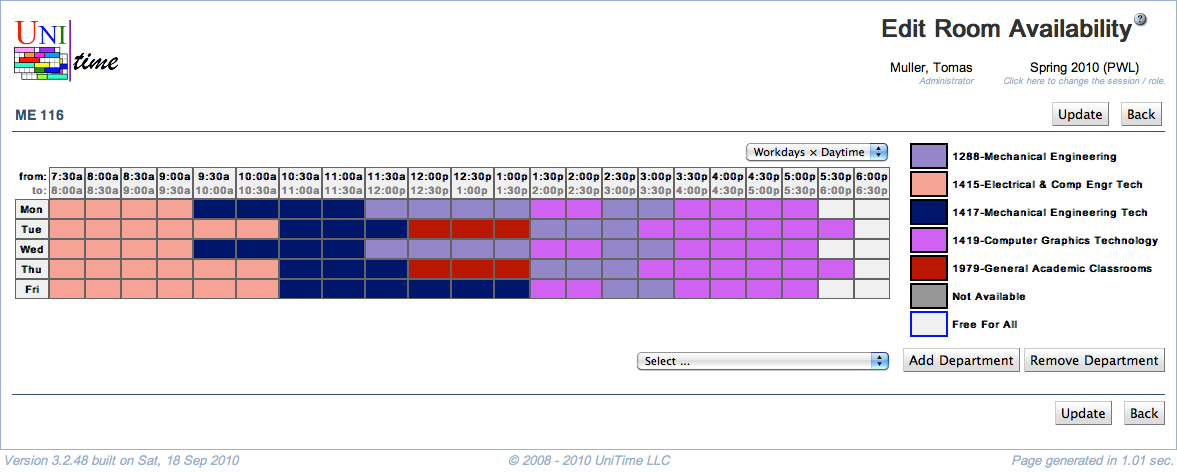 UNI
time
Edit Room Availability ?
Muller, Tomas Spring 2010 (PWL)
Administrator Click here to change the session / role.
ME 116 Update Back
Workdays × Daytime
from: 7:30a 8:00a 8:30a 9:00a 9:30a 10:00a 10:30a 11:00a 11:30a 12:00p 12:30p 1:00p 1:30p 2:00p 2:30p 3:00p 3:30p 4:00p 4:30p 5:00p 5:30p 6:00p
to: 8:00a 8:30a 9:00a 9:30a 10:00a 10:30a 11:00a 11:30a 12:00p 12:30p 1:00p 1:30p 2:00p 2:30p 3:00p 3:30p 4:00p 4:30p 5:00p 5:30p 6:00p 6:30p
Mon
Tue
Wed
Thu
Fri
1288-Mechanical Engineering
1415-Electrical & Comp Engr Tech
1417-Mechanical Engineering Tech
1419-Computer Graphics Technology
1979-General Academic Classrooms
Not Available
Free For All
Select ... Add Department Remove Department
Update Back
Version 3.2.48 built on Sat, 18 Sep 2010 © 2008 - 2010 UniTime LLC Page generated in 1.01 sec.